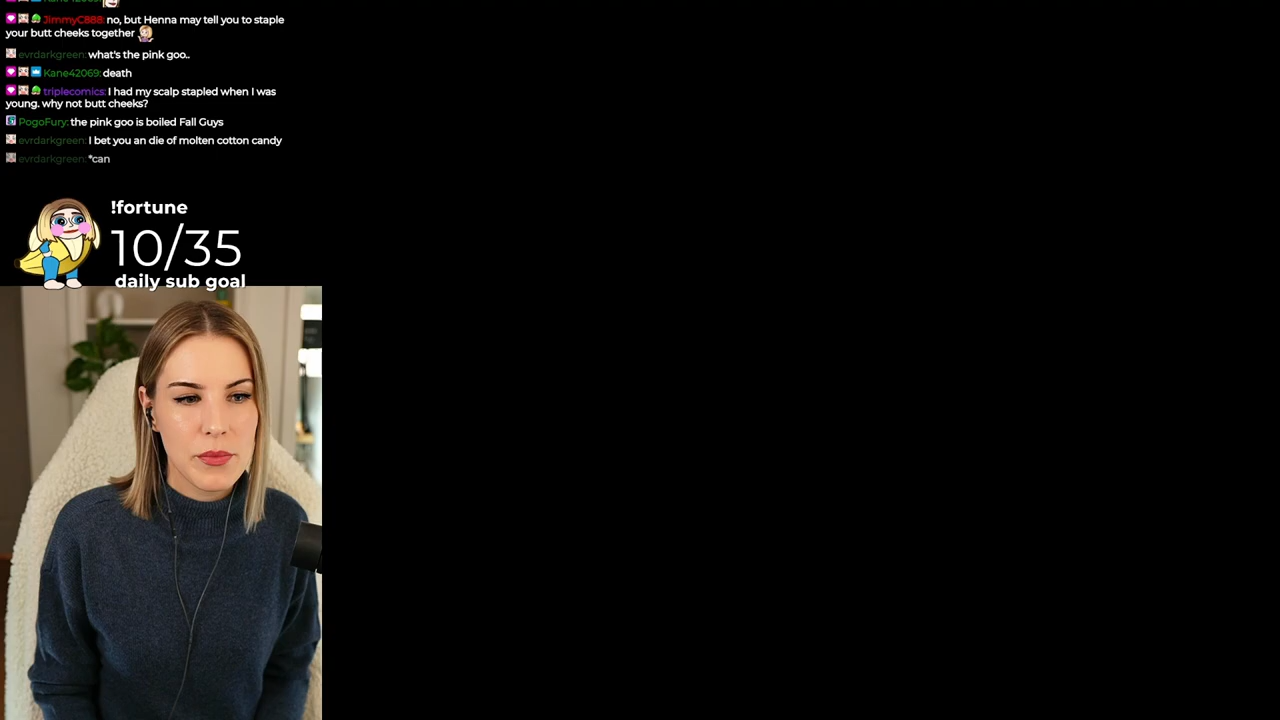 JimmyC888: no, but Henna may tell you to staple
your butt cheeks together
evrdarkgreen: what's the pink goo..
Kane42069: death
triplecomics: I had my scalp stapled when I was
young. why not butt cheeks?
PogoFury: the pink goo is boiled Fall Guys
evrdarkgreen: I bet you an die of molten cotton candy
evrdarkgreen: *can
!fortune
10/35
daily sub goal